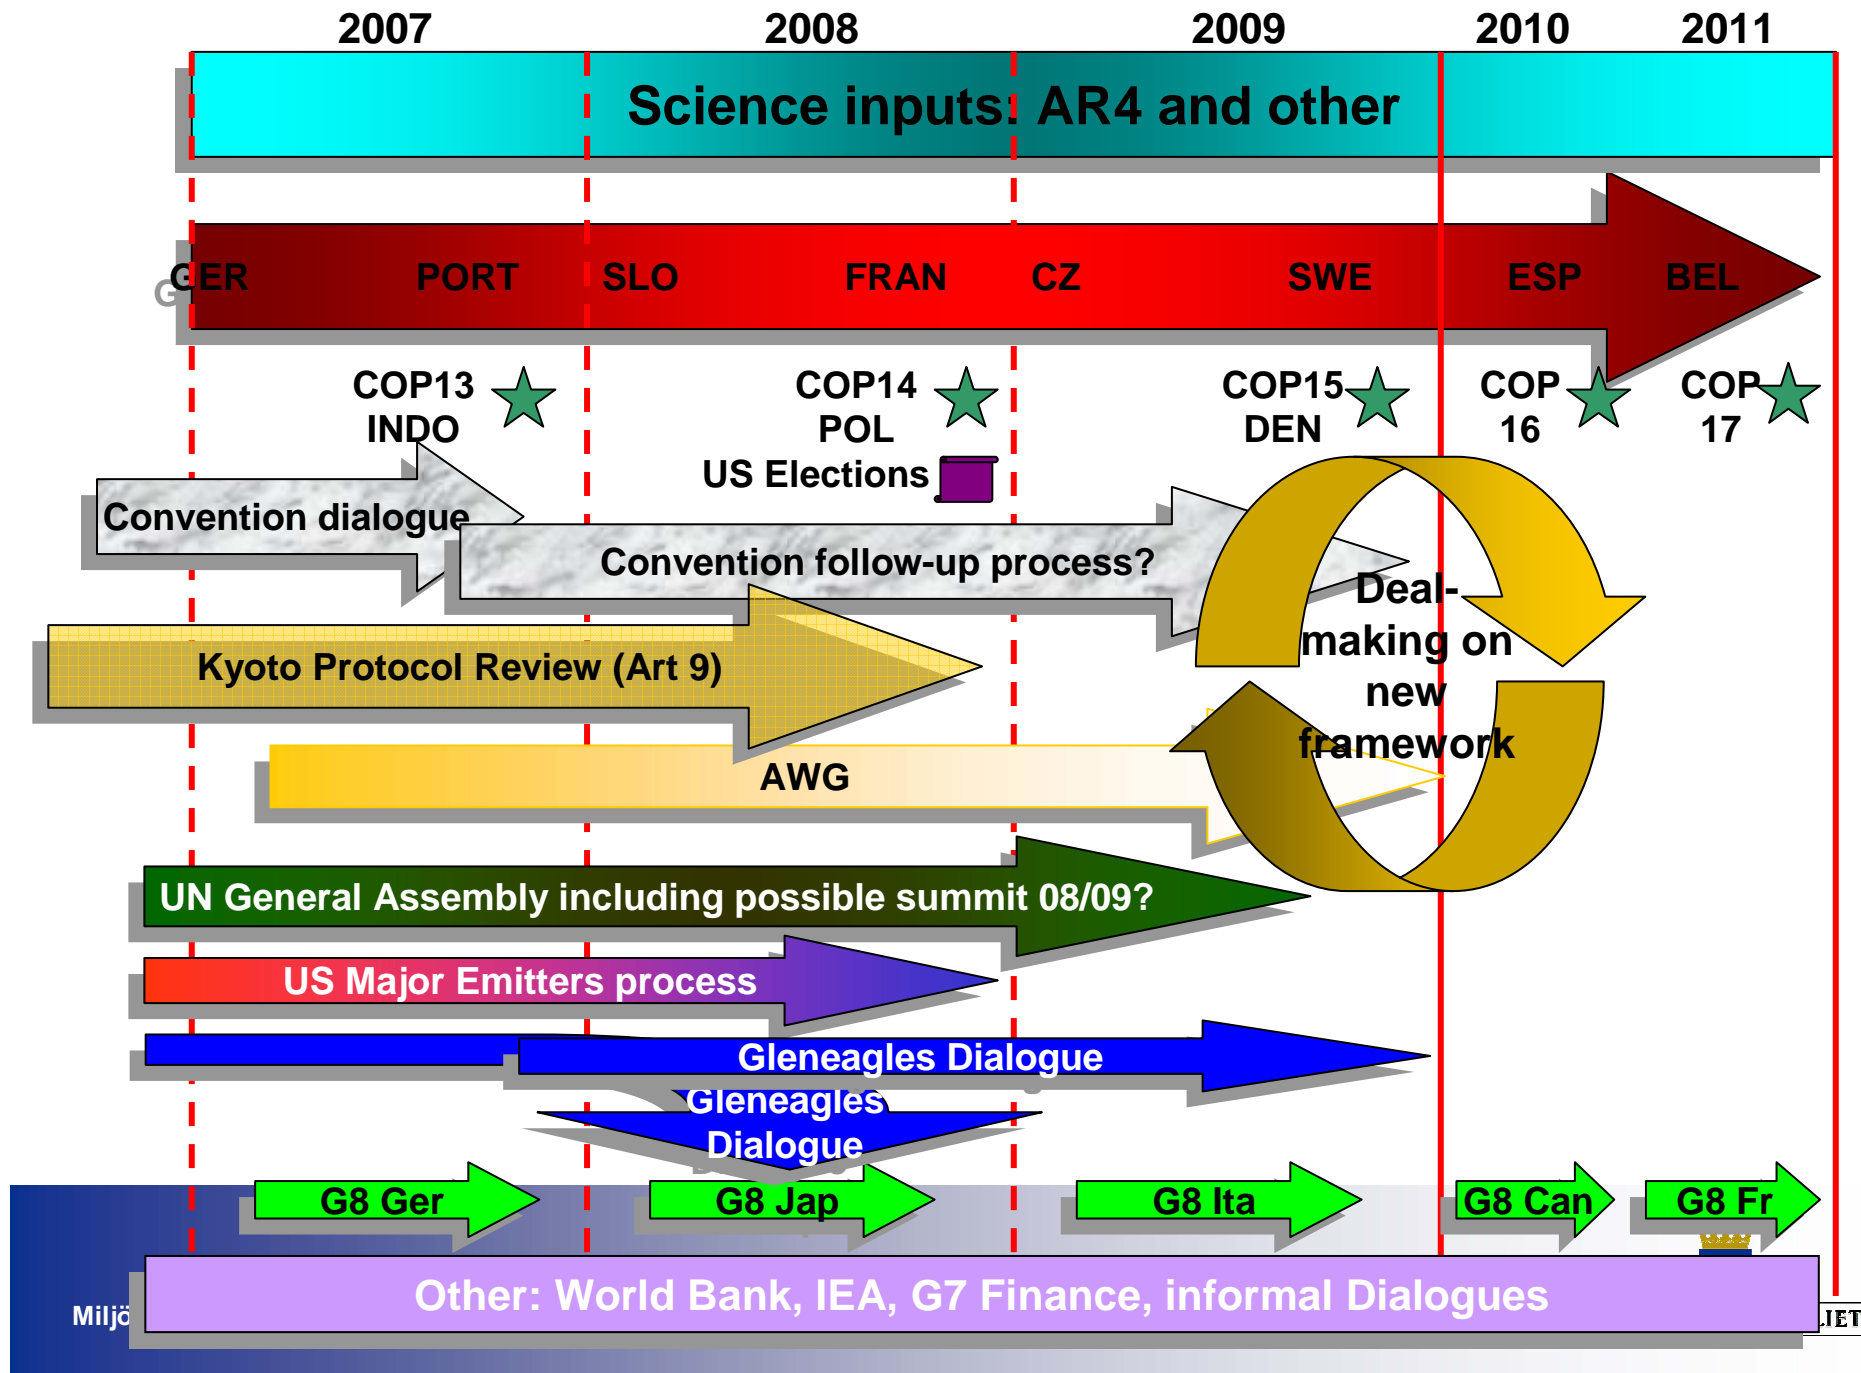 2007 2008 2009 2010 2011
Science inputs: AR4 and other
GER PORT SLO FRAN CZ SWE ESP BEL
COP13 COP14 COP15 COP COP
INDO POL DEN 16 17
US Elections
Convention dialogue
Convention follow-up process?
Deal-
making on
new
framework
Kyoto Protocol Review (Art 9)
AWG
UN General Assembly including possible summit 08/09?
US Major Emitters process
Gleneagles Dialogue
Gleneagles
Dialogue
G8 Ger G8 Jap G8 Ita G8 Can G8 Fr
Other: World Bank, IEA, G7 Finance, informal Dialogues